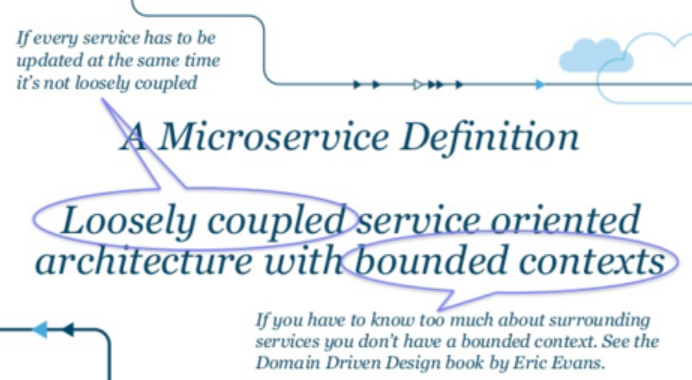 If every service has to be
updated at the same time
it's not loosely coupled
A Microservice Definition
Loosely coupled service oriented
architecture with bounded contexts
If you have to know too much about surrounding
services you don't have a bounded context. See the
Domain Driven Design book by Eric Evans.